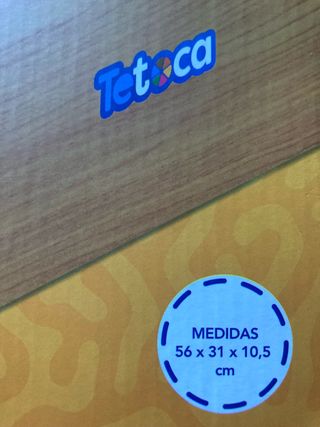 Tetoca
MEDIDAS
56 x 31 x 10,5
cm